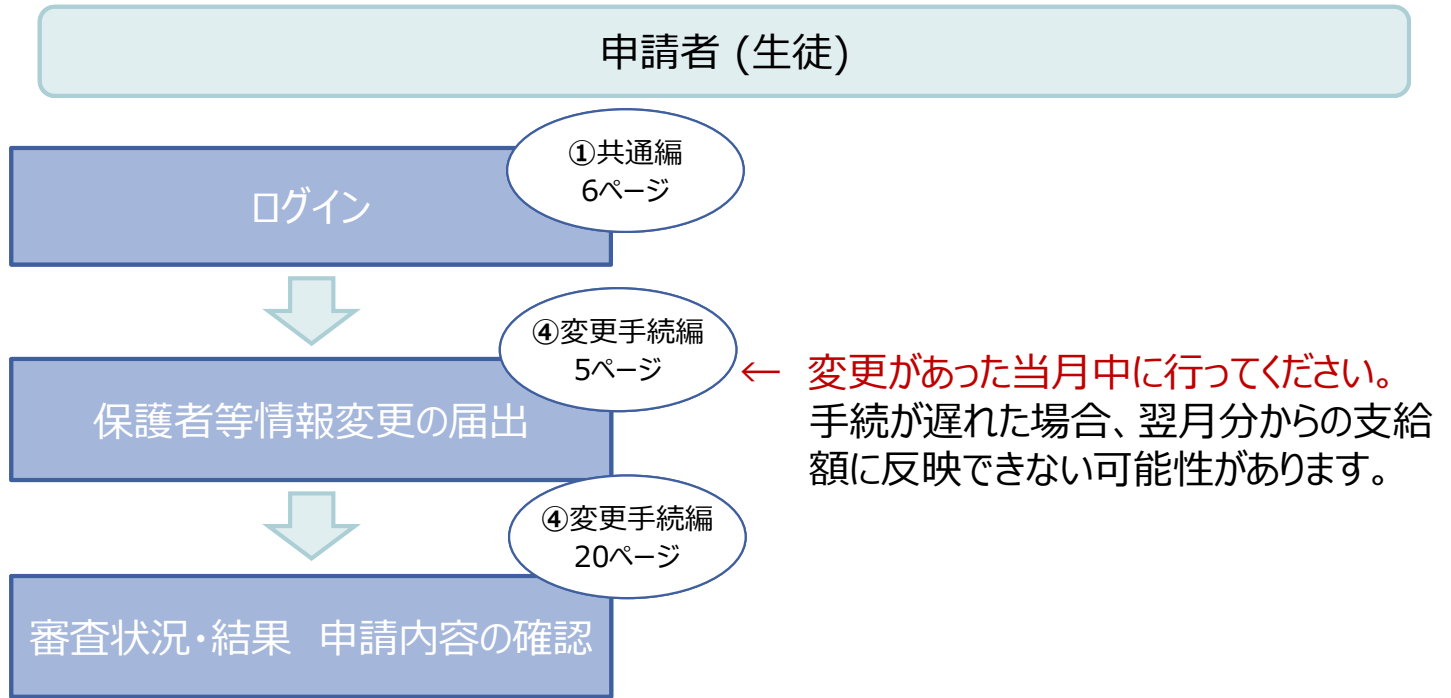 申請者 (生徒)
①共通編
6ページ
ログイン
④変更手続編
5ページ
← 変更があった当月中に行ってください。
手続が遅れた場合、翌月分からの支給
額に反映できない可能性があります。
保護者等情報変更の届出
④変更手続編
20ページ
審査状況・結果　申請内容の確認